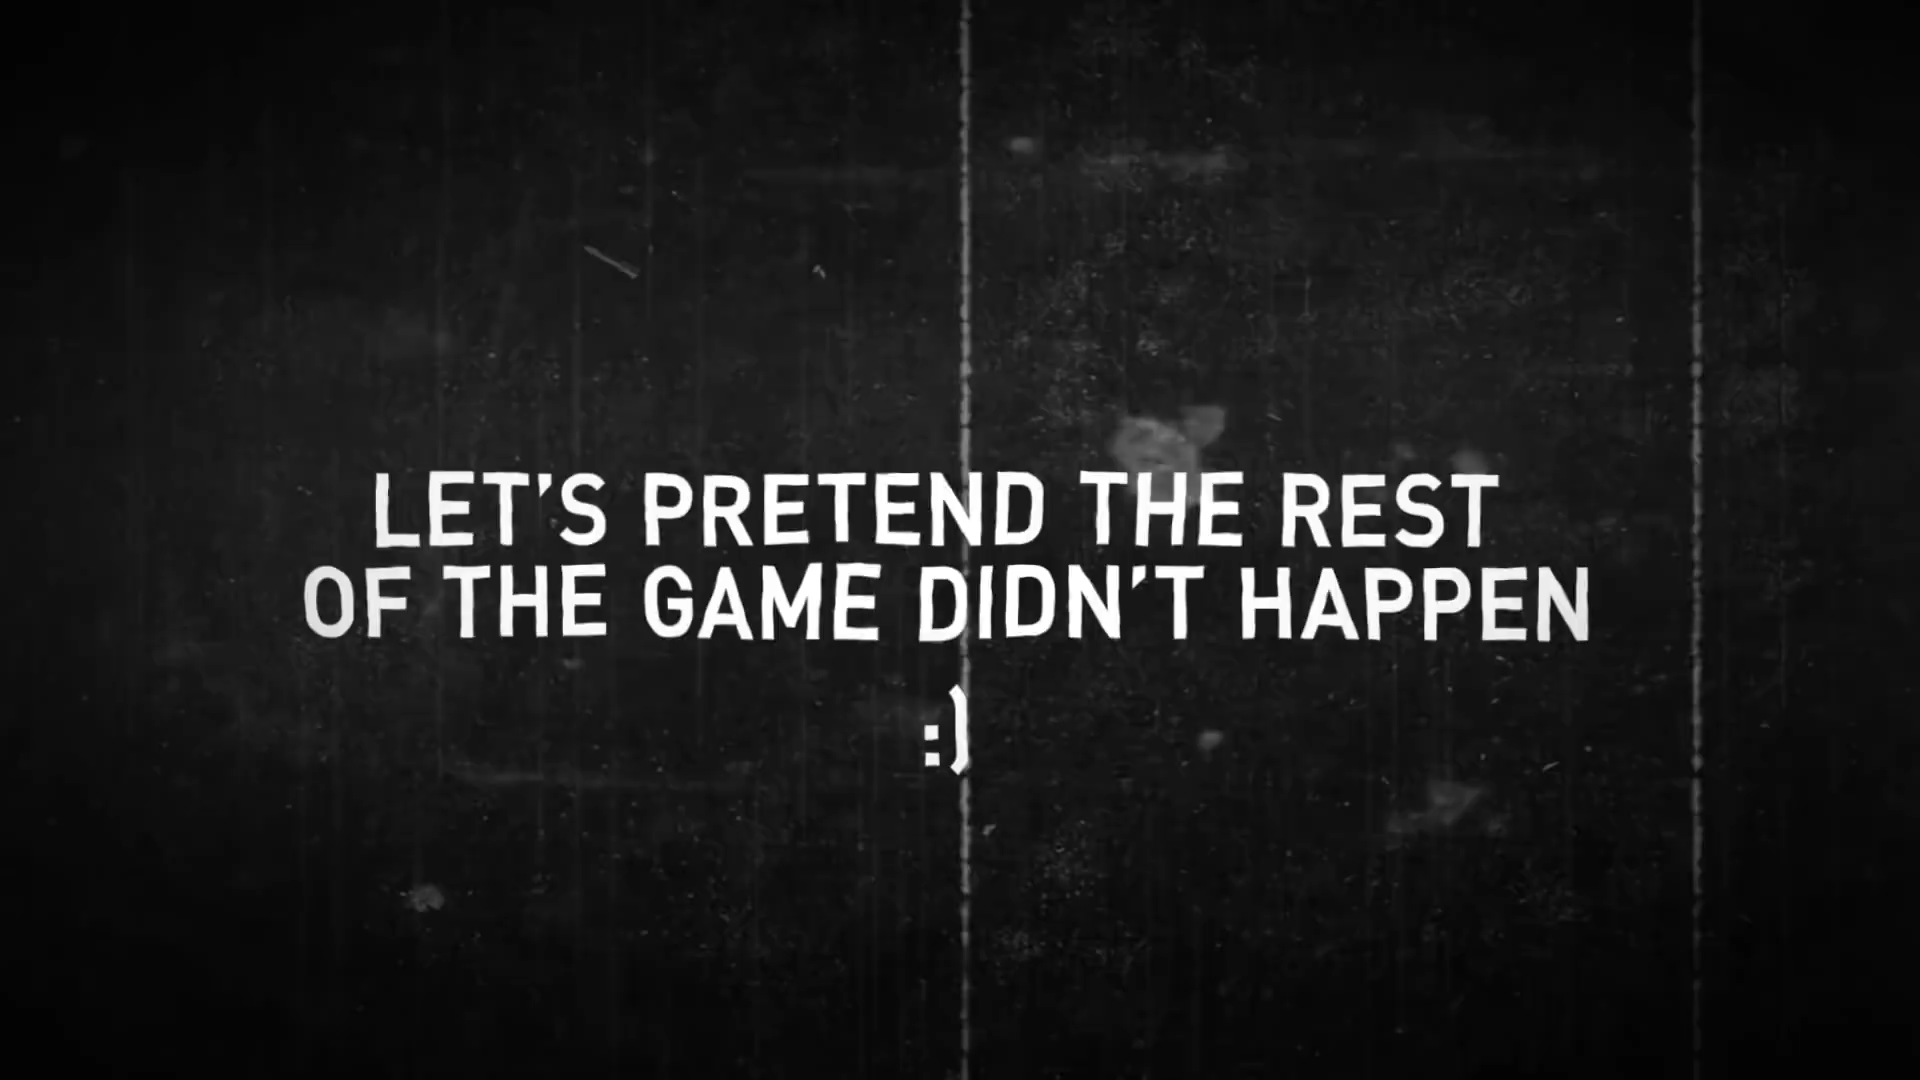 LET'S PRETEND THE REST
OF THE GAME DIDN'T HAPPEN
:)